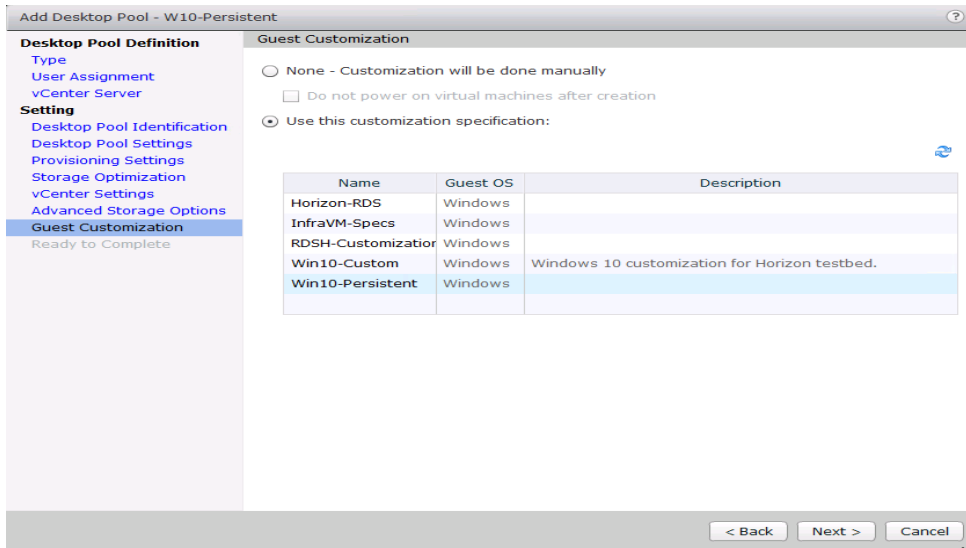 Add Desktop Pool - W10-Persistent ?
Desktop Pool Definition
Type
User Assignment
vCenter Server
Setting
Desktop Pool Identification
Desktop Pool Settings
Provisioning Settings
Storage Optimization
vCenter Settings
Advanced Storage Options
Guest Customization
Ready to Complete
Guest Customization
None - Customization will be done manually
Do not power on virtual machines after creation
Use this customization specification:
Name Guest OS Description
Horizon-RDS Windows
InfraVM-Specs Windows
RDSH-Customization Windows
Win10-Custom Windows Windows 10 customization for Horizon testbed.
Win10-Persistent Windows
< Back Next > Cancel